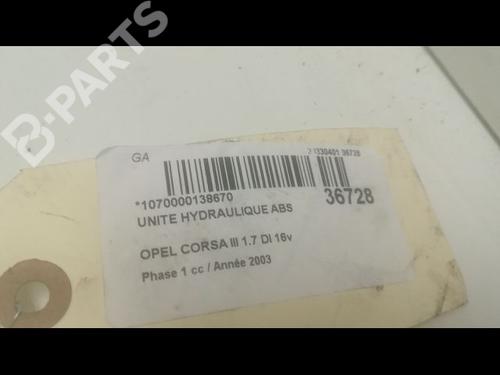 B-PARTS
GA
36728
*1070000138670
36728
UNITE HYDRAULIQUE ABS
OPEL CORSA III 1.7 DI 16v
Phase 1 cc / Année 2003